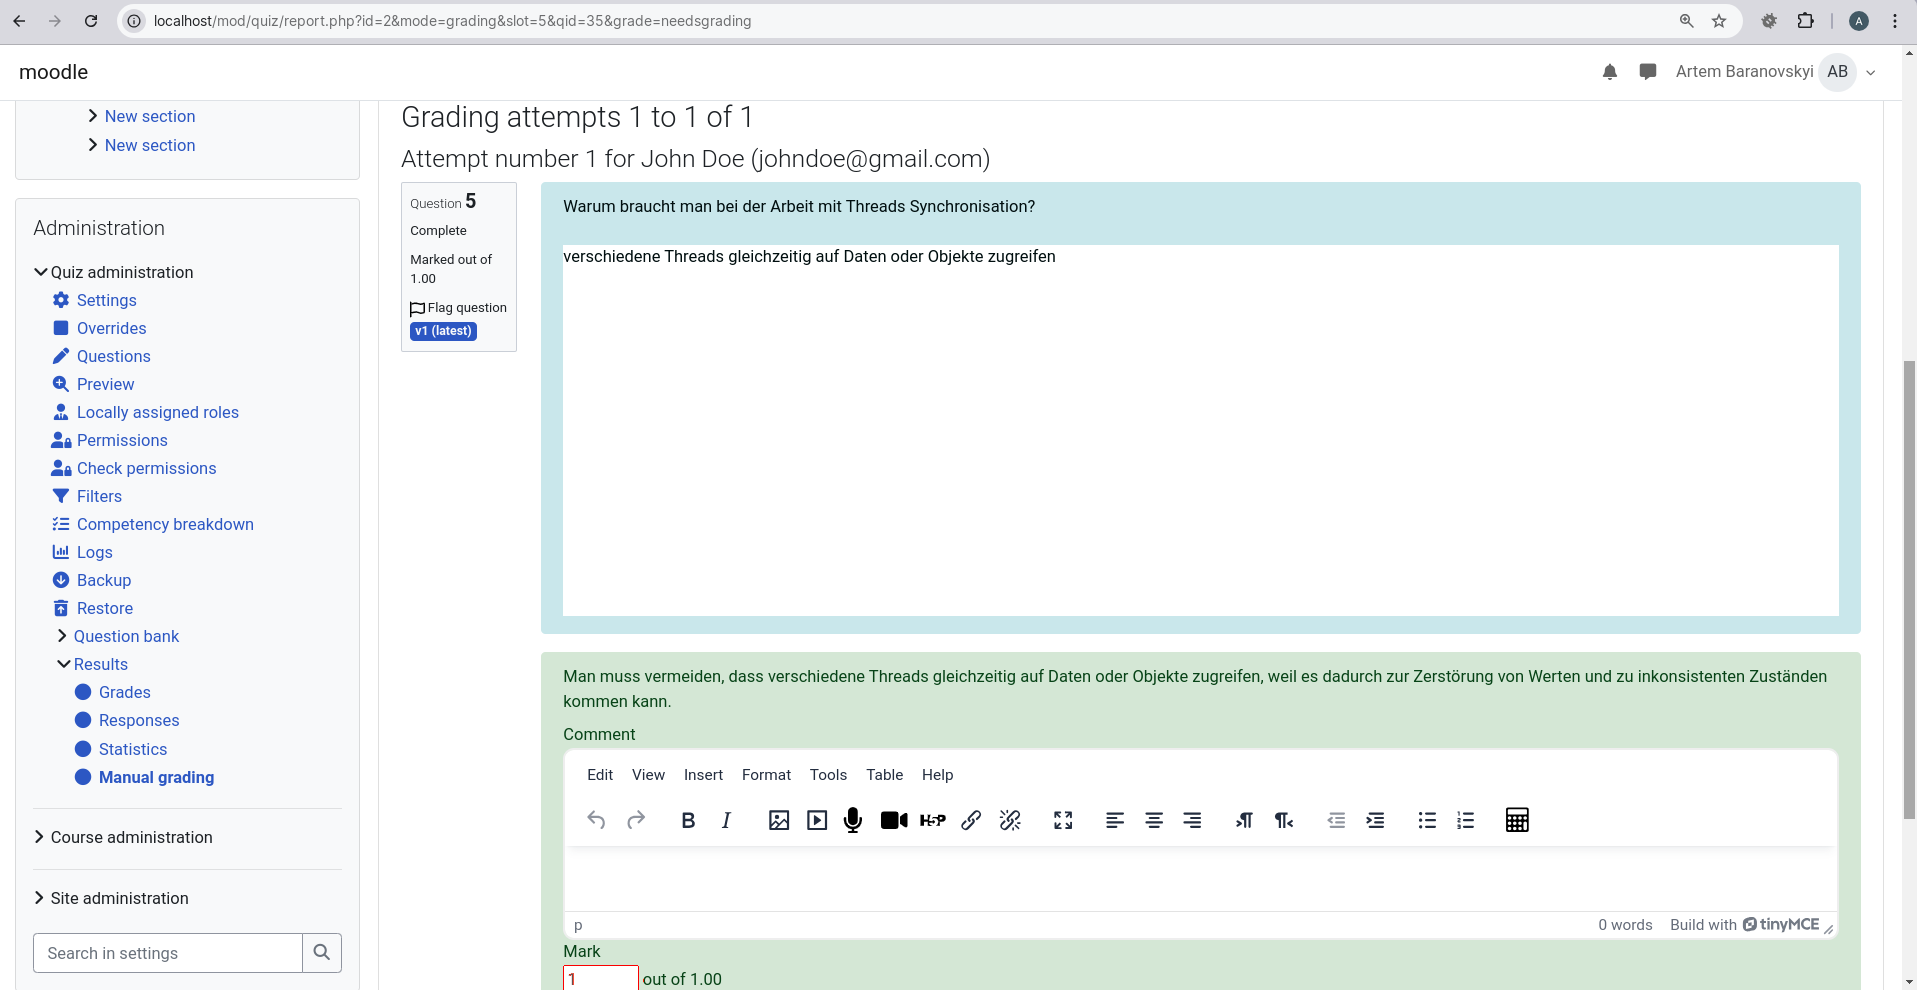 localhost/mod/quiz/report.php?id=2&mode=grading&slot=5&qid=35&grade=needsgrading
A
moodle
Artem Baranovskyi AB
New section
New section
Administration
Quiz administration
Settings
Overrides
Questions
Preview
Locally assigned roles
Permissions
Check permissions
Filters
Competency breakdown
Logs
Backup
Restore
Question bank
Results
Grades
Responses
Statistics
Manual grading
Course administration
Site administration
Search in settings
Grading attempts 1 to 1 of 1
Attempt number 1 for John Doe (johndoe@gmail.com)
Question 5
Complete
Marked out of
1.00
Flag question
v1 (latest)
Warum braucht man bei der Arbeit mit Threads Synchronisation?
verschiedene Threads gleichzeitig auf Daten oder Objekte zugreifen
Man muss vermeiden, dass verschiedene Threads gleichzeitig auf Daten oder Objekte zugreifen, weil es dadurch zur Zerstörung von Werten und zu inkonsistenten Zuständen
kommen kann.
Comment
Edit View Insert Format Tools Table Help
B I H5P
p 0 words Build with tinyMCE
Mark
1 out of 1.00